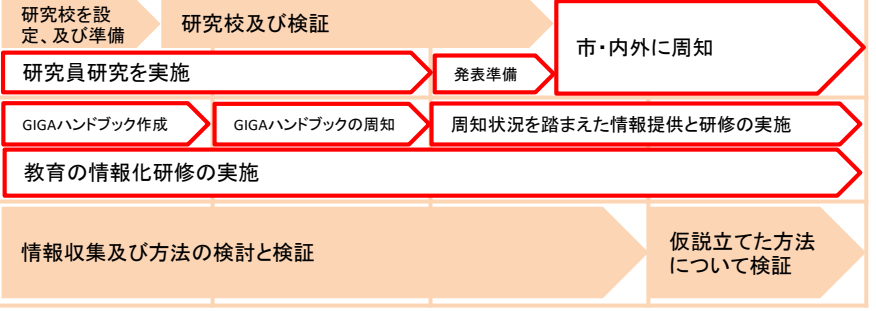 研究校を設
定、及び準備
研究校及び検証
市・内外に周知
研究員研究を実施
発表準備
GIGAハンドブック作成
GIGAハンドブックの周知
周知状況を踏まえた情報提供と研修の実施
教育の情報化研修の実施
情報収集及び方法の検討と検証
仮説立てた方法
について検証